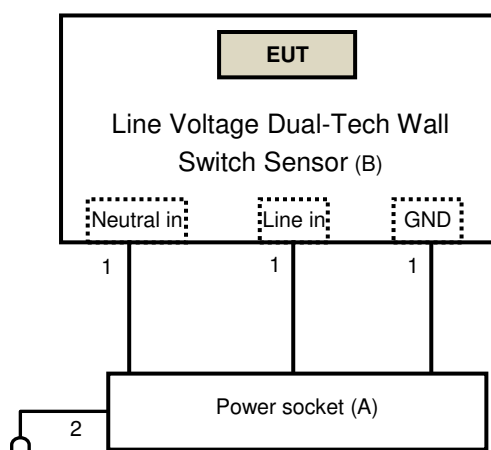 EUT
Line Voltage Dual-Tech Wall
Switch Sensor (B)
Neutral in
Line in
GND
1
1
1
Power socket (A)
2